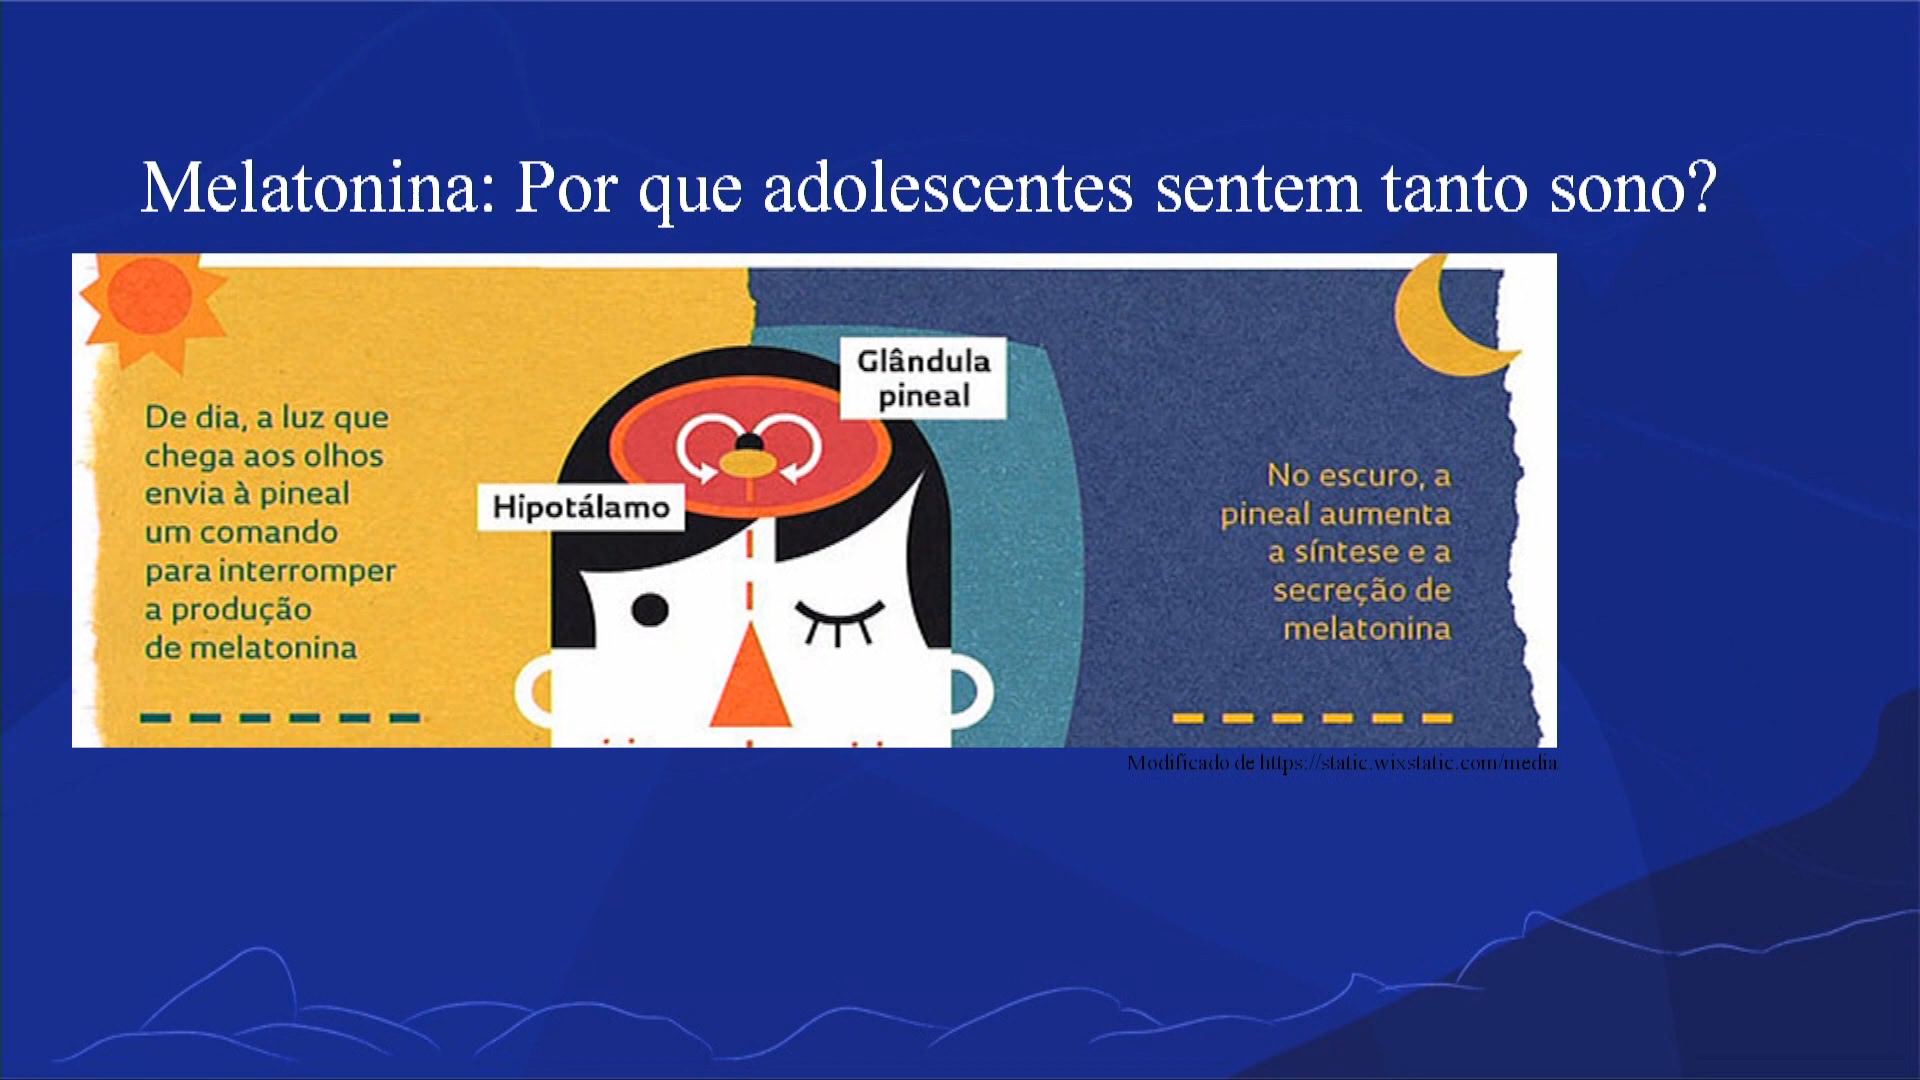 Melatonina: Por que adolescentes sentem tanto sono?
Glândula
pineal
De dia, a luz que
chega aos olhos
envia à pineal
um comando
para interromper
a produção
de melatonina
Hipotálamo
No escuro, a
pineal aumenta
a síntese e a
secreção de
melatonina
Modificado de https://static.wixstatic.com/media